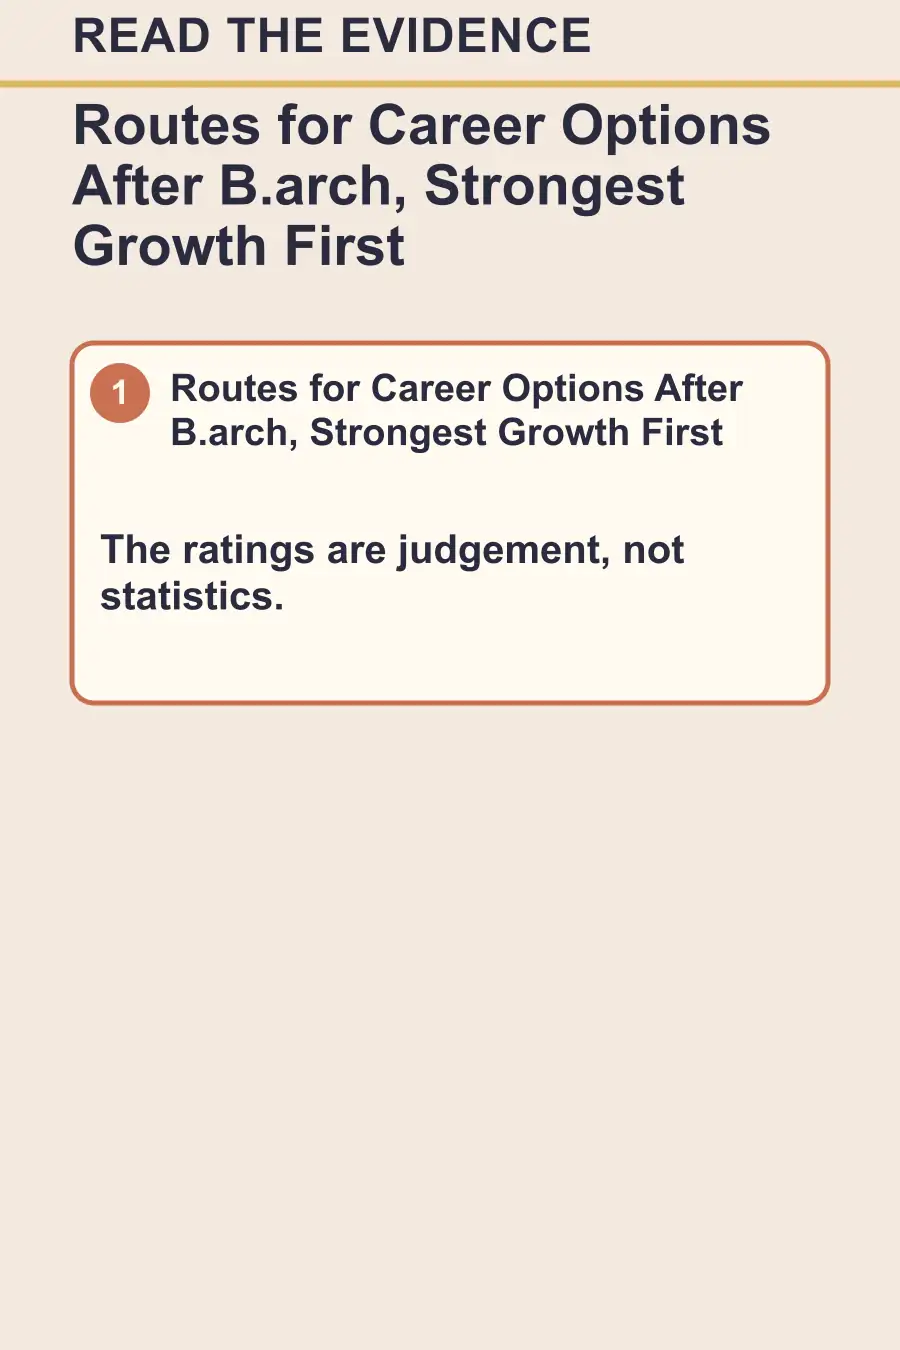 READ THE EVIDENCE
Routes for Career Options
After B.arch, Strongest
Growth First
1
Routes for Career Options After
B.arch, Strongest Growth First
The ratings are judgement, not
statistics.